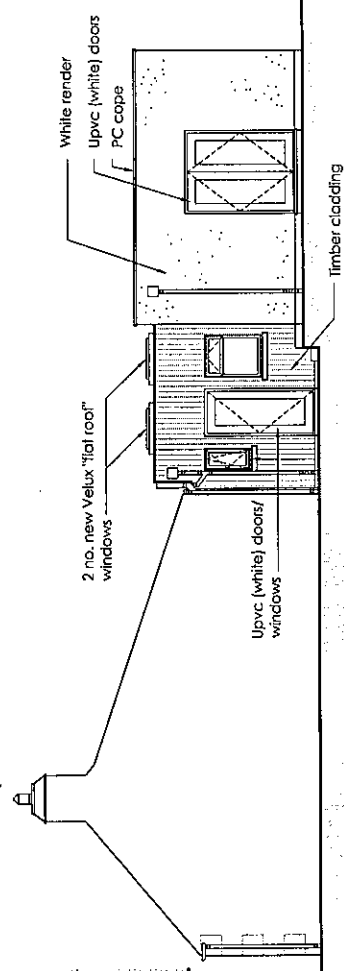 White render
Upvc (white) doors
PC cope
2 no. new Velux "flat roof"
windows
Timber cladding
Upvc (white) doors/
windows